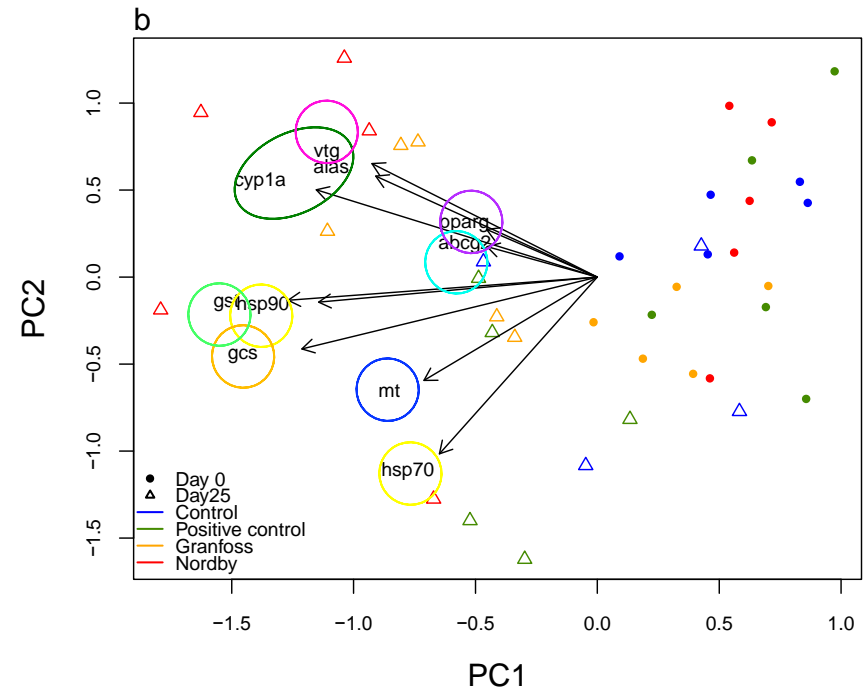 b
PC2
1.0
0.5
0.0
−0.5
−1.0
−1.5
vtg
alas
cyp1a
pparg
abcg2
hsp90
gcs
mt
hsp70
Day 0
Day25
Control
Positive control
Granfoss
Nordby
−1.5 −1.0 −0.5 0.0 0.5 1.0
PC1